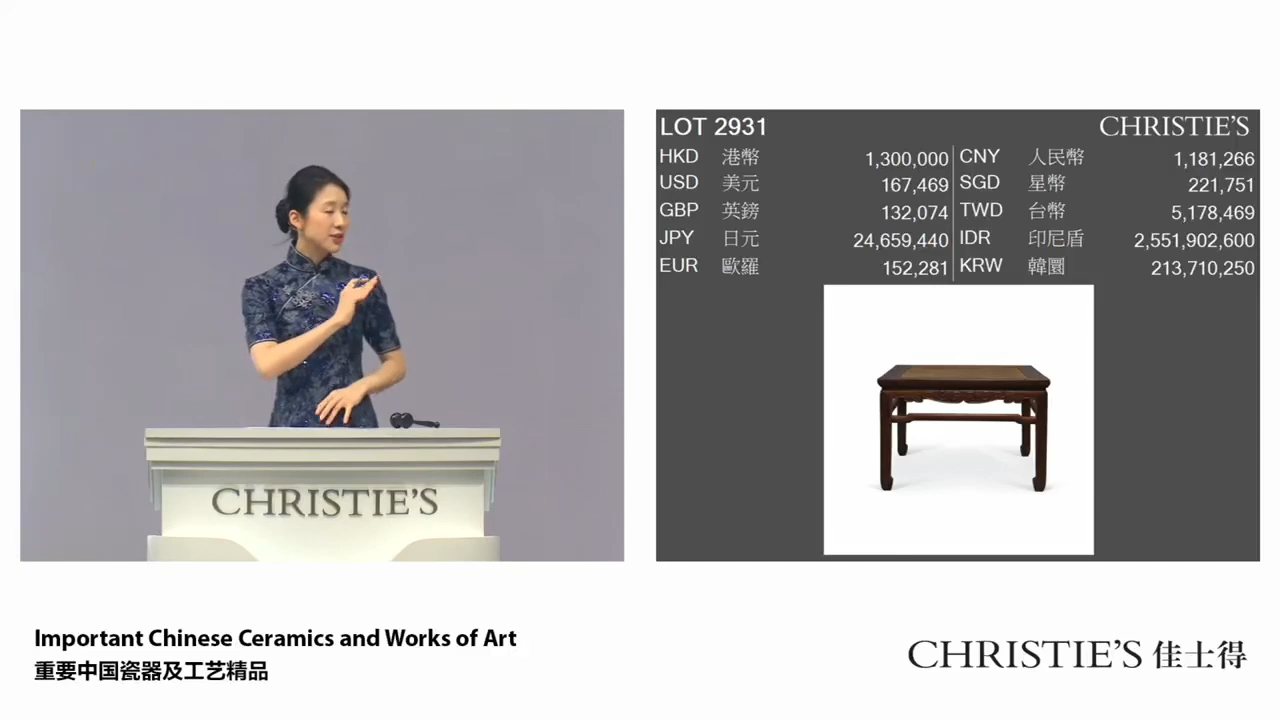 CHRISTIE'S
LOT 2931 CHRISTIE'S
HKD 港幣 1,300,000 CNY 人民幣 1,181,266
USD 美元 167,469 SGD 星幣 221,751
GBP 英鎊 132,074 TWD 台幣 5,178,469
JPY 日元 24,659,440 IDR 印尼盾 2,551,902,600
EUR 歐羅 152,281 KRW 韓圜 213,710,250
Important Chinese Ceramics and Works of Art
重要中国瓷器及工艺精品
CHRISTIE'S 佳士得